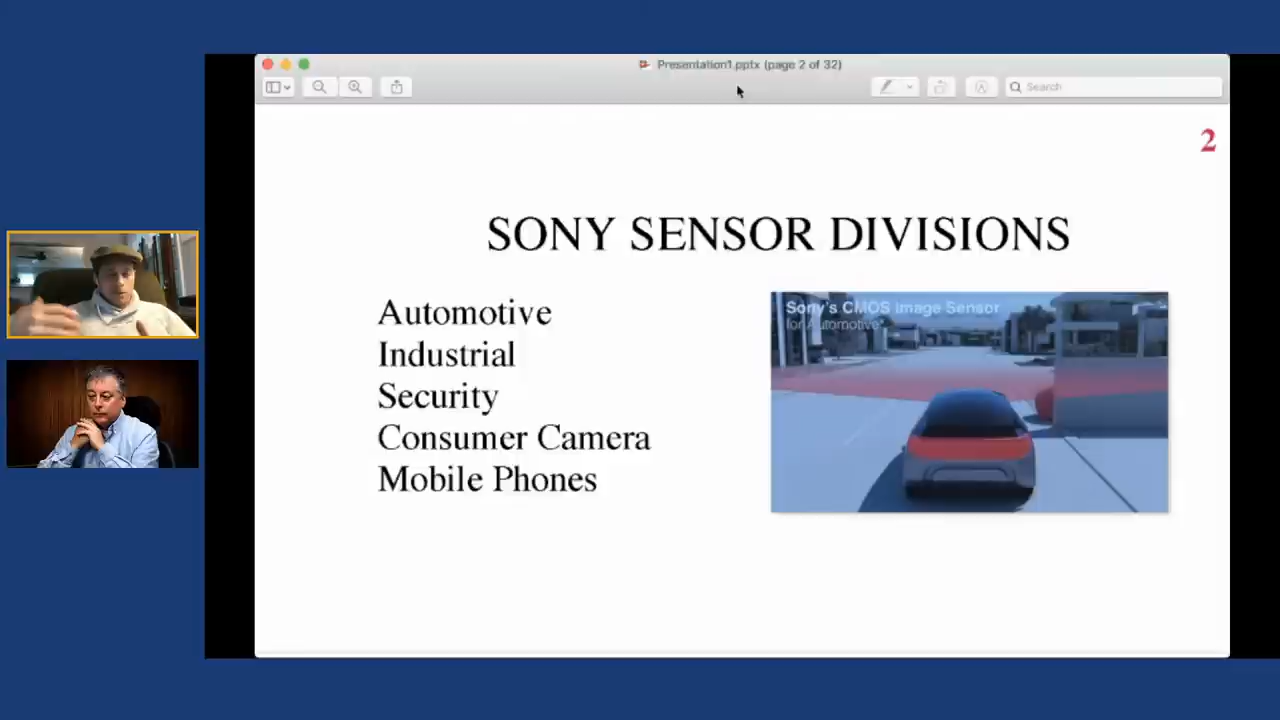 Presentation1.pptx (page 2 of 32)
Search
2
SONY SENSOR DIVISIONS
Automotive
Industrial
Security
Consumer Camera
Mobile Phones
Sony's CMOS Image Sensor
for Automotive